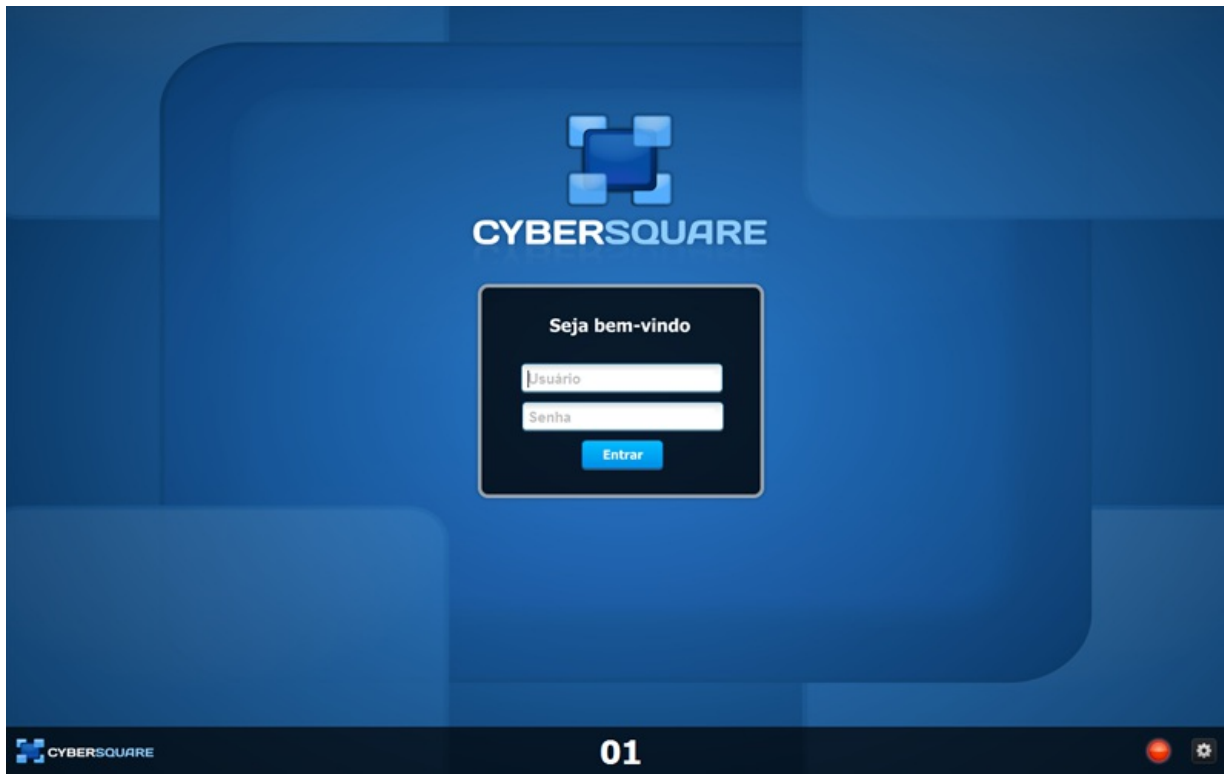 CYBERSQUARE
Seja bem-vindo
Usuário
Senha
Entrar
CYBERSQUARE
01